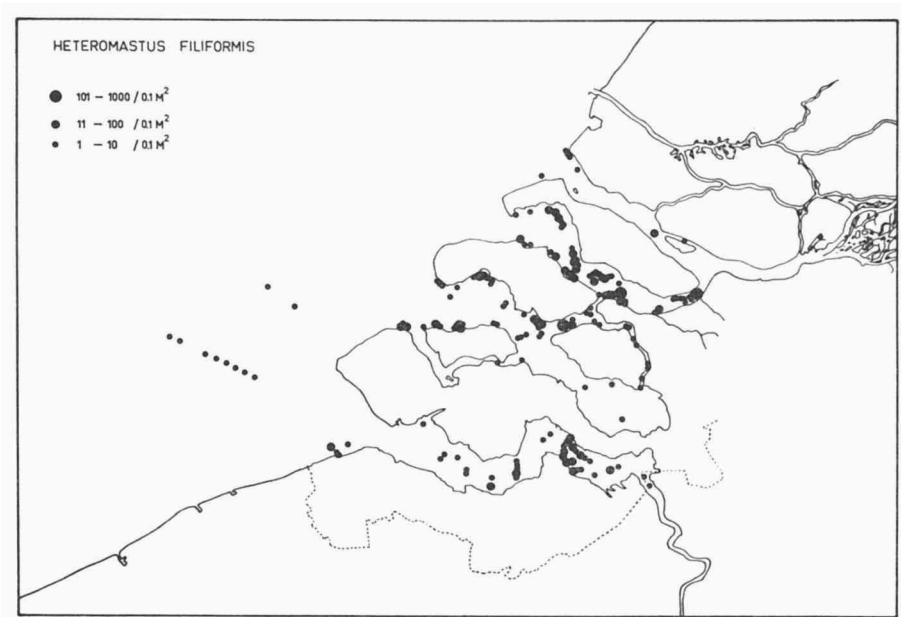 HETEROMASTUS FILIFORMIS
101 – 1000 / 0.1 M²
11 – 100 / 0.1 M²
1 – 10 / 0.1 M²